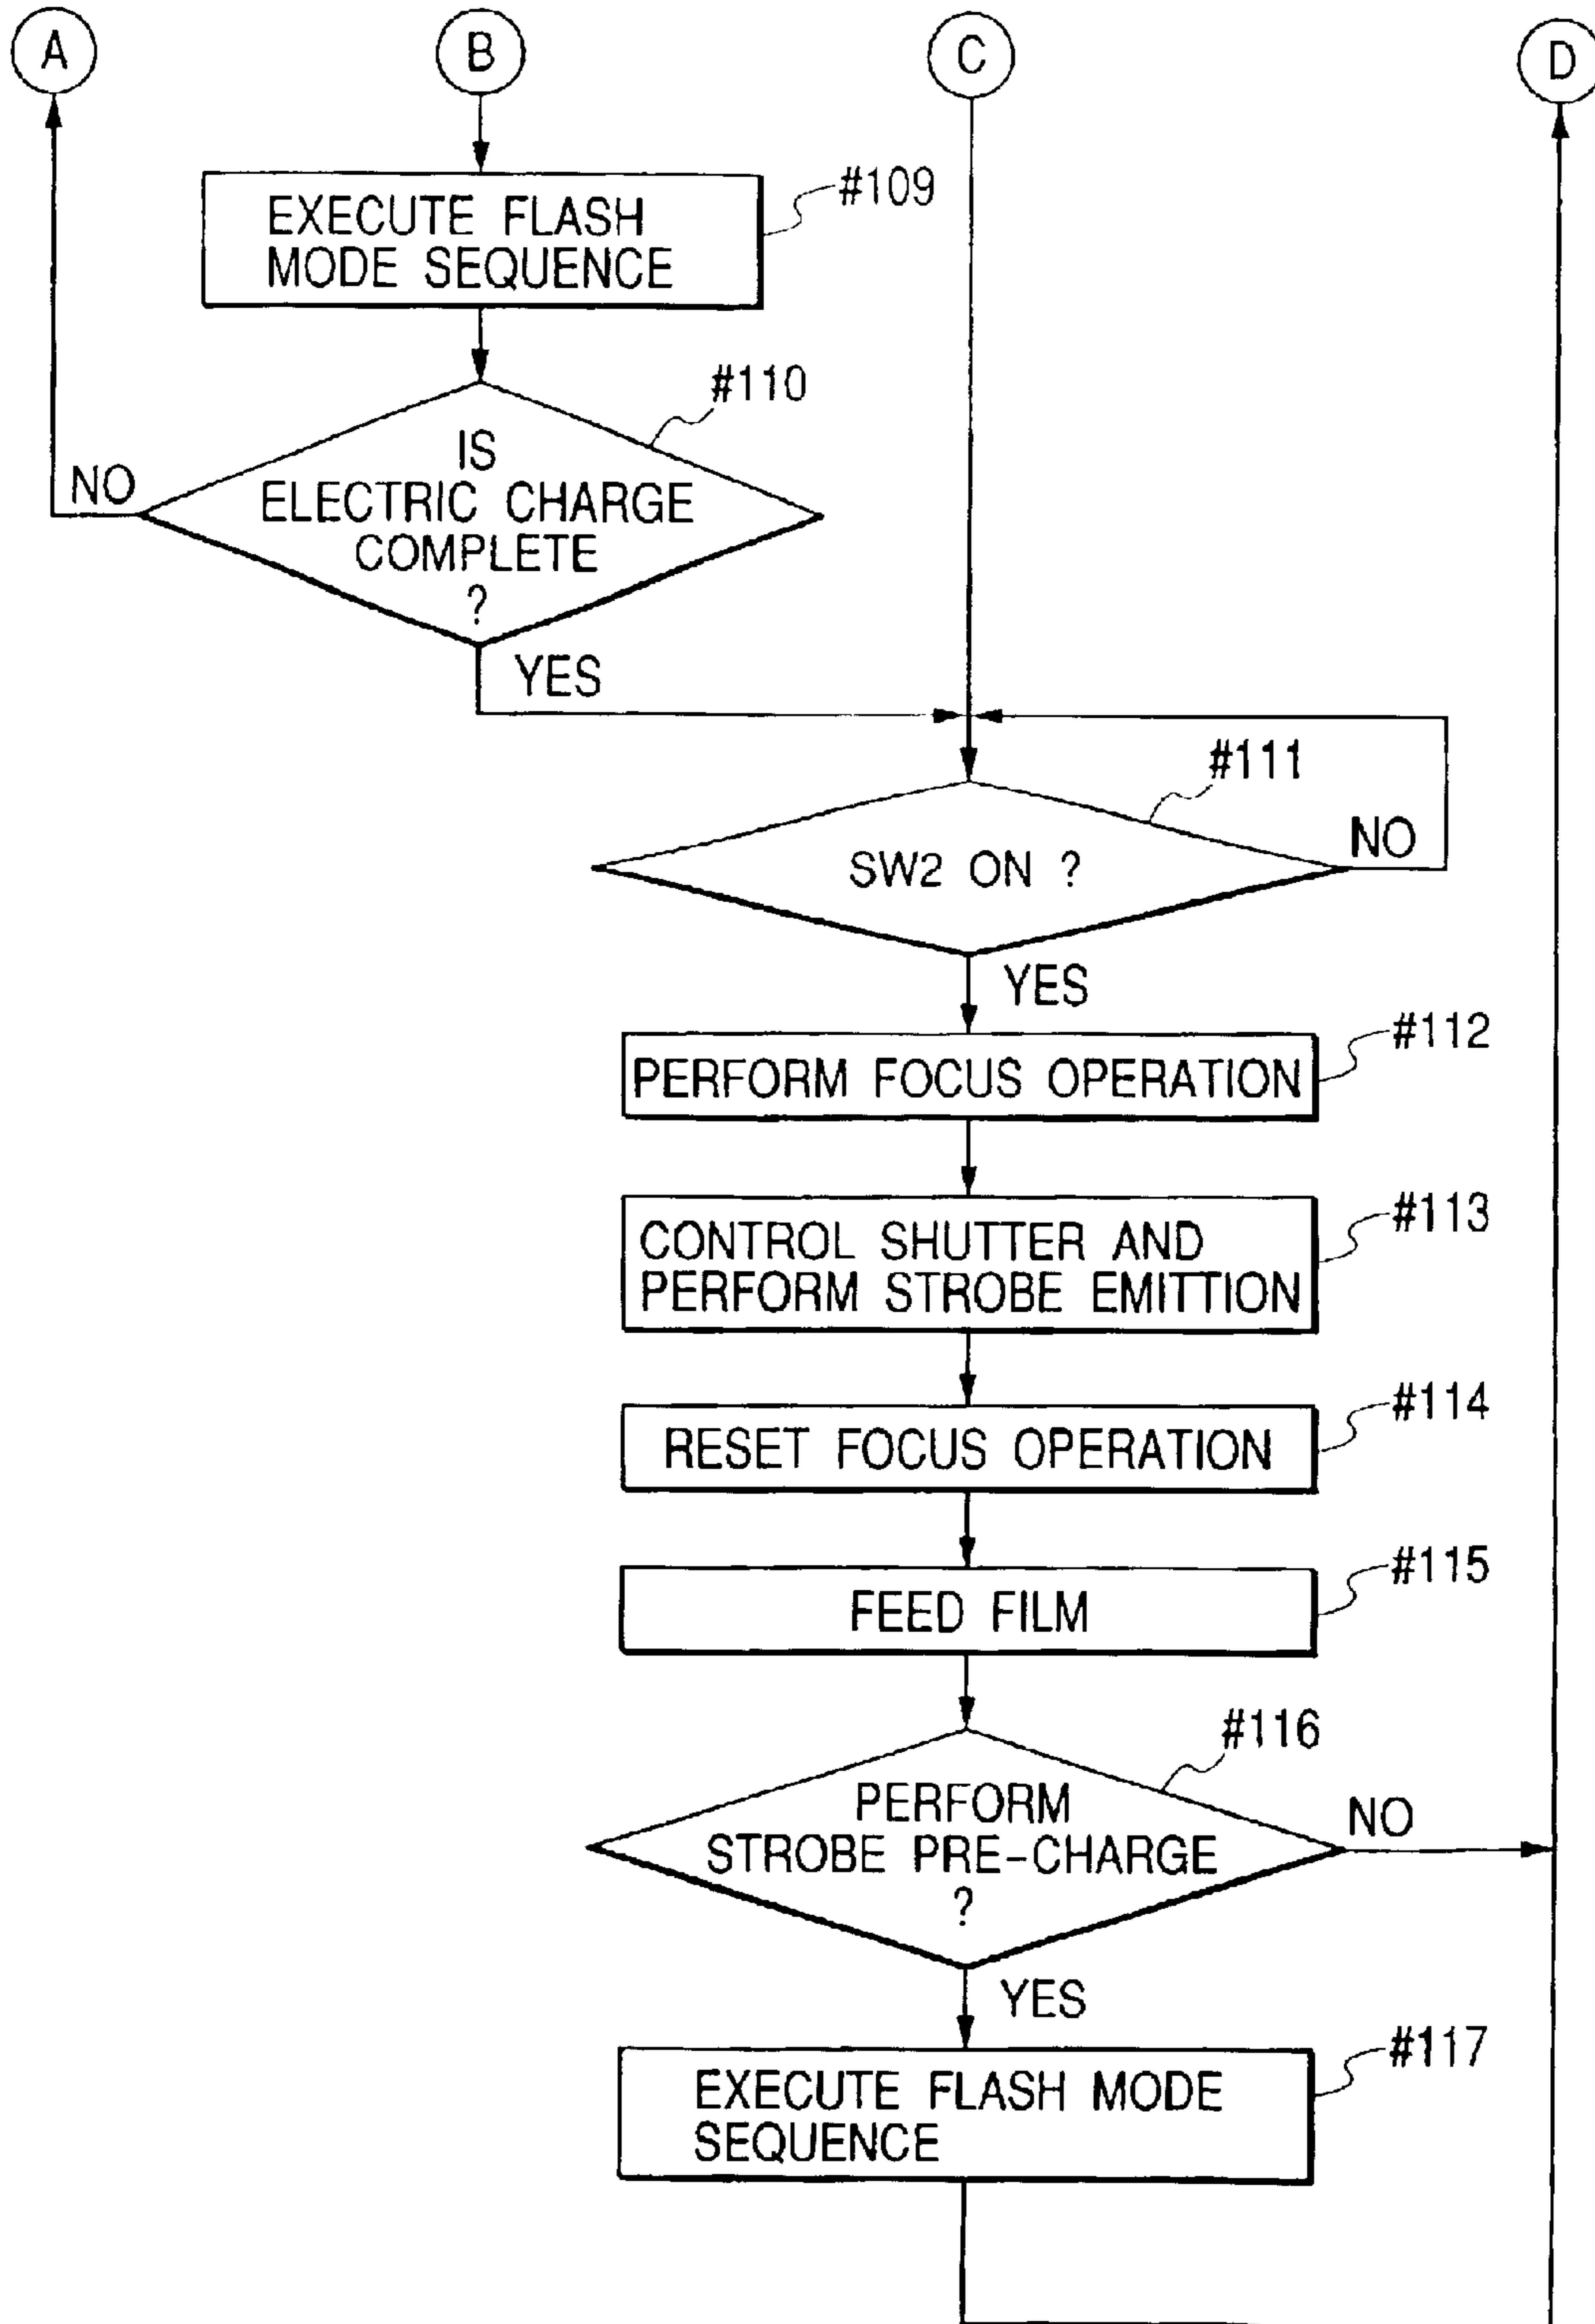 A
B
C
D
#109
EXECUTE FLASH
MODE SEQUENCE
#110
IS
ELECTRIC CHARGE
COMPLETE
?
NO
YES
#111
SW2 ON ?
NO
YES
#112
PERFORM FOCUS OPERATION
#113
CONTROL SHUTTER AND
PERFORM STROBE EMITTION
#114
RESET FOCUS OPERATION
#115
FEED FILM
#116
PERFORM
STROBE PRE-CHARGE
?
NO
YES
#117
EXECUTE FLASH MODE
SEQUENCE